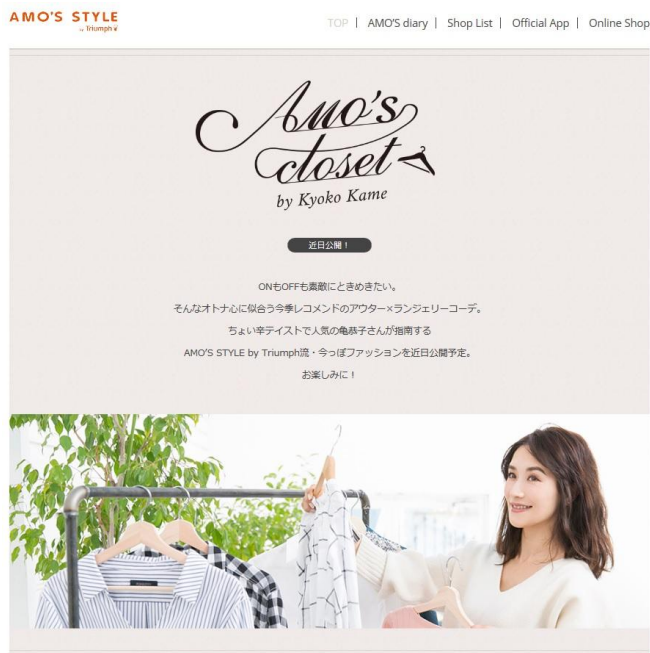 AMO'S STYLE
by Triumph
TOP | AMO'S diary | Shop List | Official App | Online Shop
Amo's
closet
by Kyoko Kame
近日公開！
ONもOFFも素敵にときめきたい。
そんなオトナ心に似合う今季レコメンドのアウター×ランジェリーコーデ。
ちょい辛テイストで人気の亀恭子さんが指南する
AMO'S STYLE by Triumph流・今っぽファッションを近日公開予定。
お楽しみに！